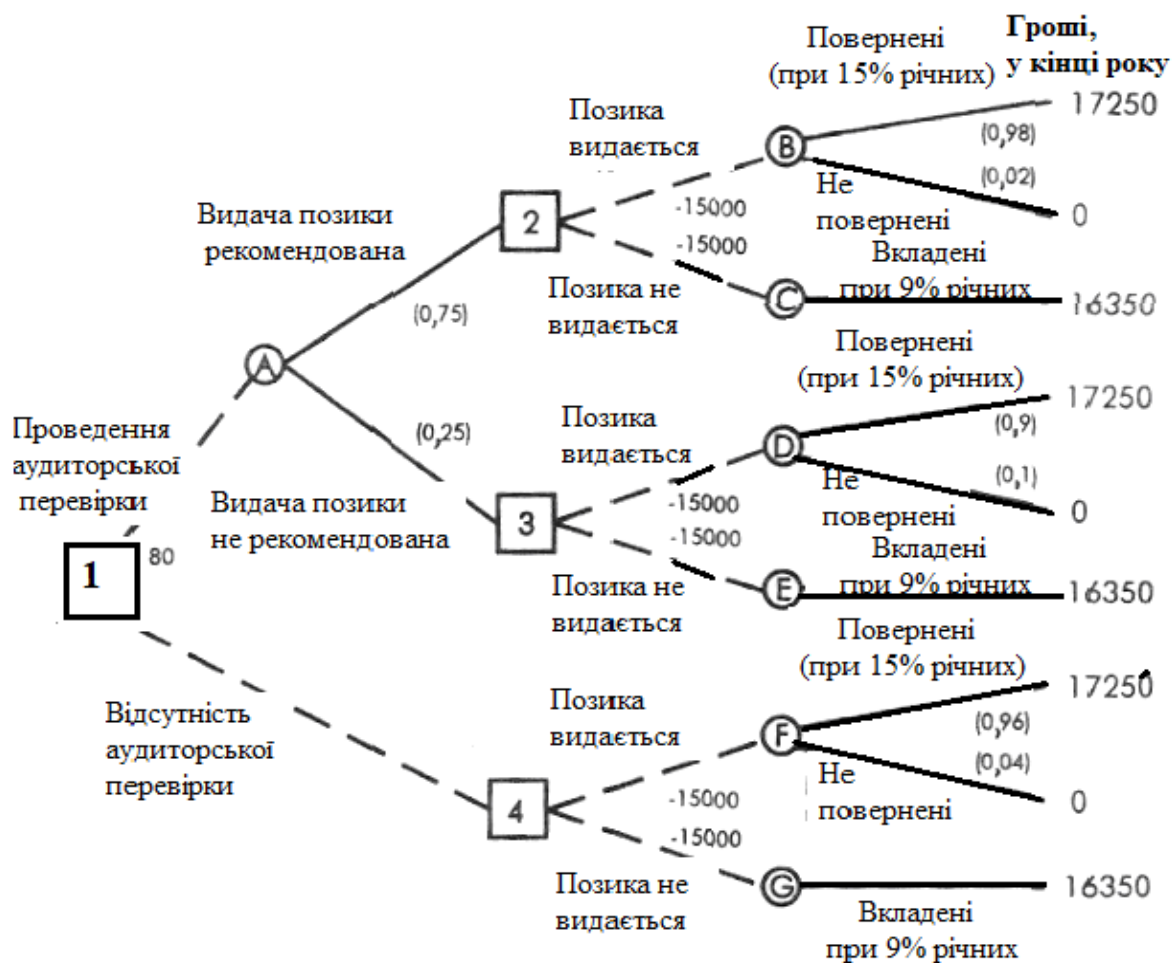 Гроші,
у кінці року
Повернені
(при 15% річних)
17250
(0,98)
Позика
видається
B
-15000
Не
повернені
(0,02)
0
2
Видача позики
рекомендована
-15000
Позика не
видається
C
Вкладені
при 9% річних
16350
(0,75)
A
Повернені
(при 15% річних)
17250
(0,9)
Позика
видається
D
-15000
Не
повернені
(0,1)
0
(0,25)
Проведення
аудиторської
перевірки
Видача позики
не рекомендована
3
-15000
Позика не
видається
E
Вкладені
при 9% річних
16350
1
80
Повернені
(при 15% річних)
17250
(0,96)
Позика
видається
F
-15000
Не
повернені
(0,04)
0
Відсутність
аудиторської
перевірки
4
-15000
Позика не
видається
G
16350
Вкладені
при 9% річних